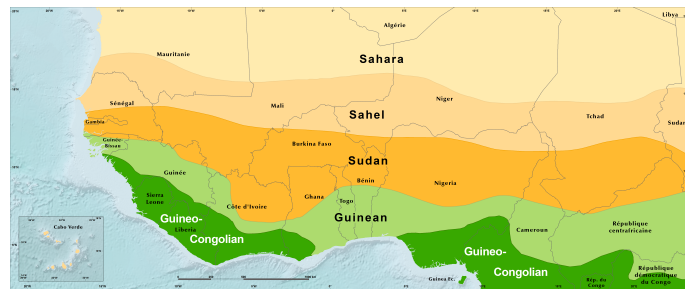 Libya
Algérie
Mauritanie
Sahara
Sénégal
Mali
Niger
Sahel
Tchad
Gambia
Sudan
Guinée-
Bissau
Burkina Faso
Sudan
Guinée
Bénin
Nigeria
Sierra
Leone
Côte d'Ivoire
Ghana
Togo
Guineo-
Congolian
Liberia
Guinean
Cameroun
République
centrafricaine
Cabo Verde
Guineo-
Congolian
Guinea Ec.
Rép. du
Congo
République
démocratique
du Congo